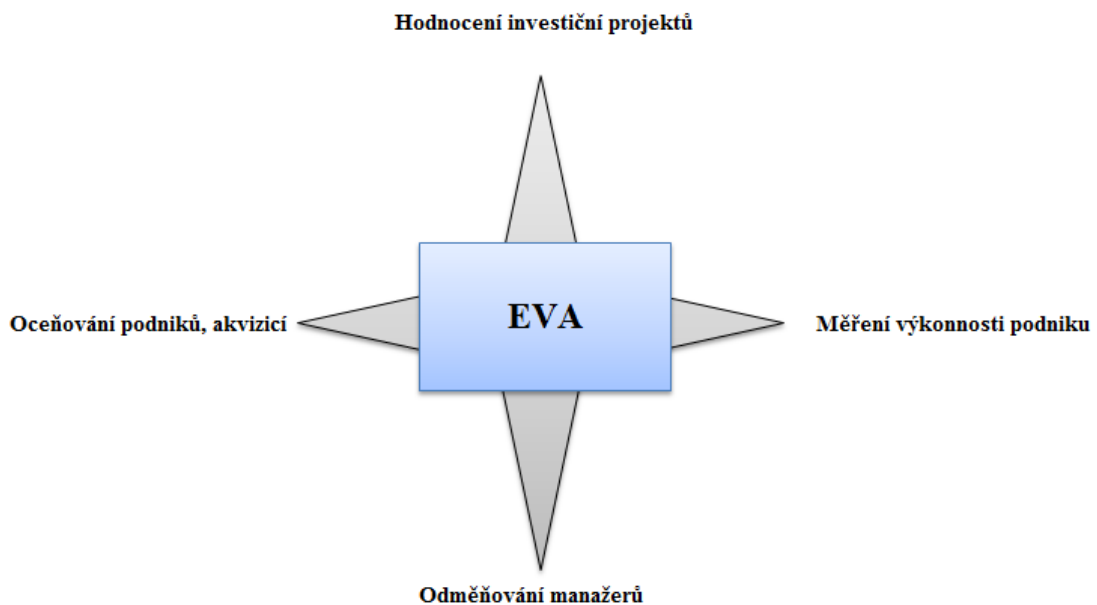 Hodnocení investiční projektů
EVA
Oceňování podniků, akvizicí
Měření výkonnosti podniku
Odměňování manažerů